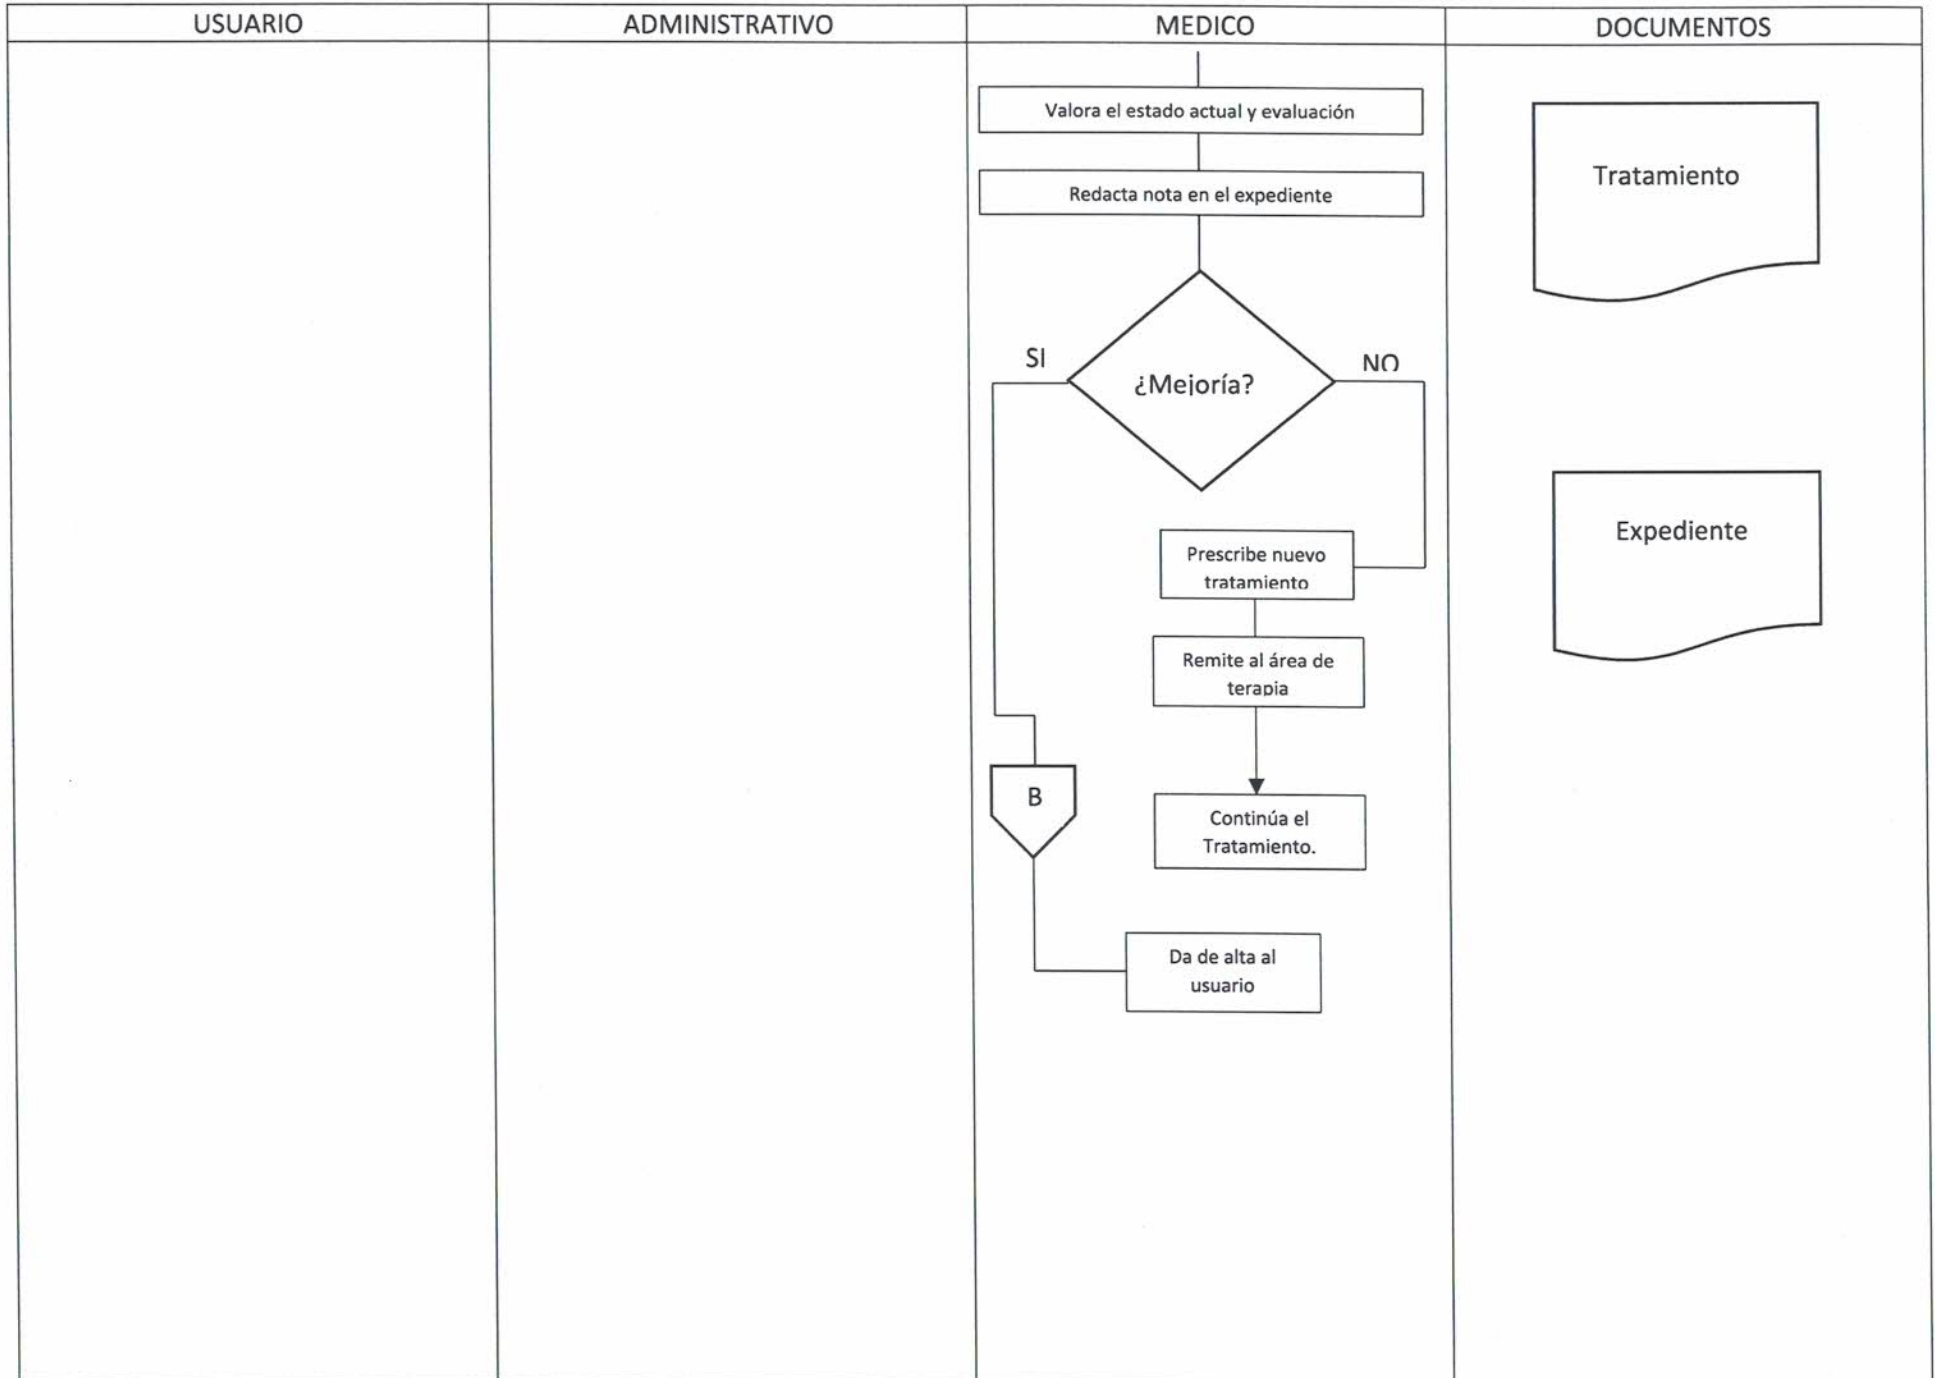 USUARIO
ADMINISTRATIVO
MEDICO
DOCUMENTOS
Valora el estado actual y evaluación
Redacta nota en el expediente
Tratamiento
SI
¿Mejoría?
NO
Expediente
Prescribe nuevo
tratamiento
Remite al área de
terapia
B
Continúa el
Tratamiento.
Da de alta al
usuario